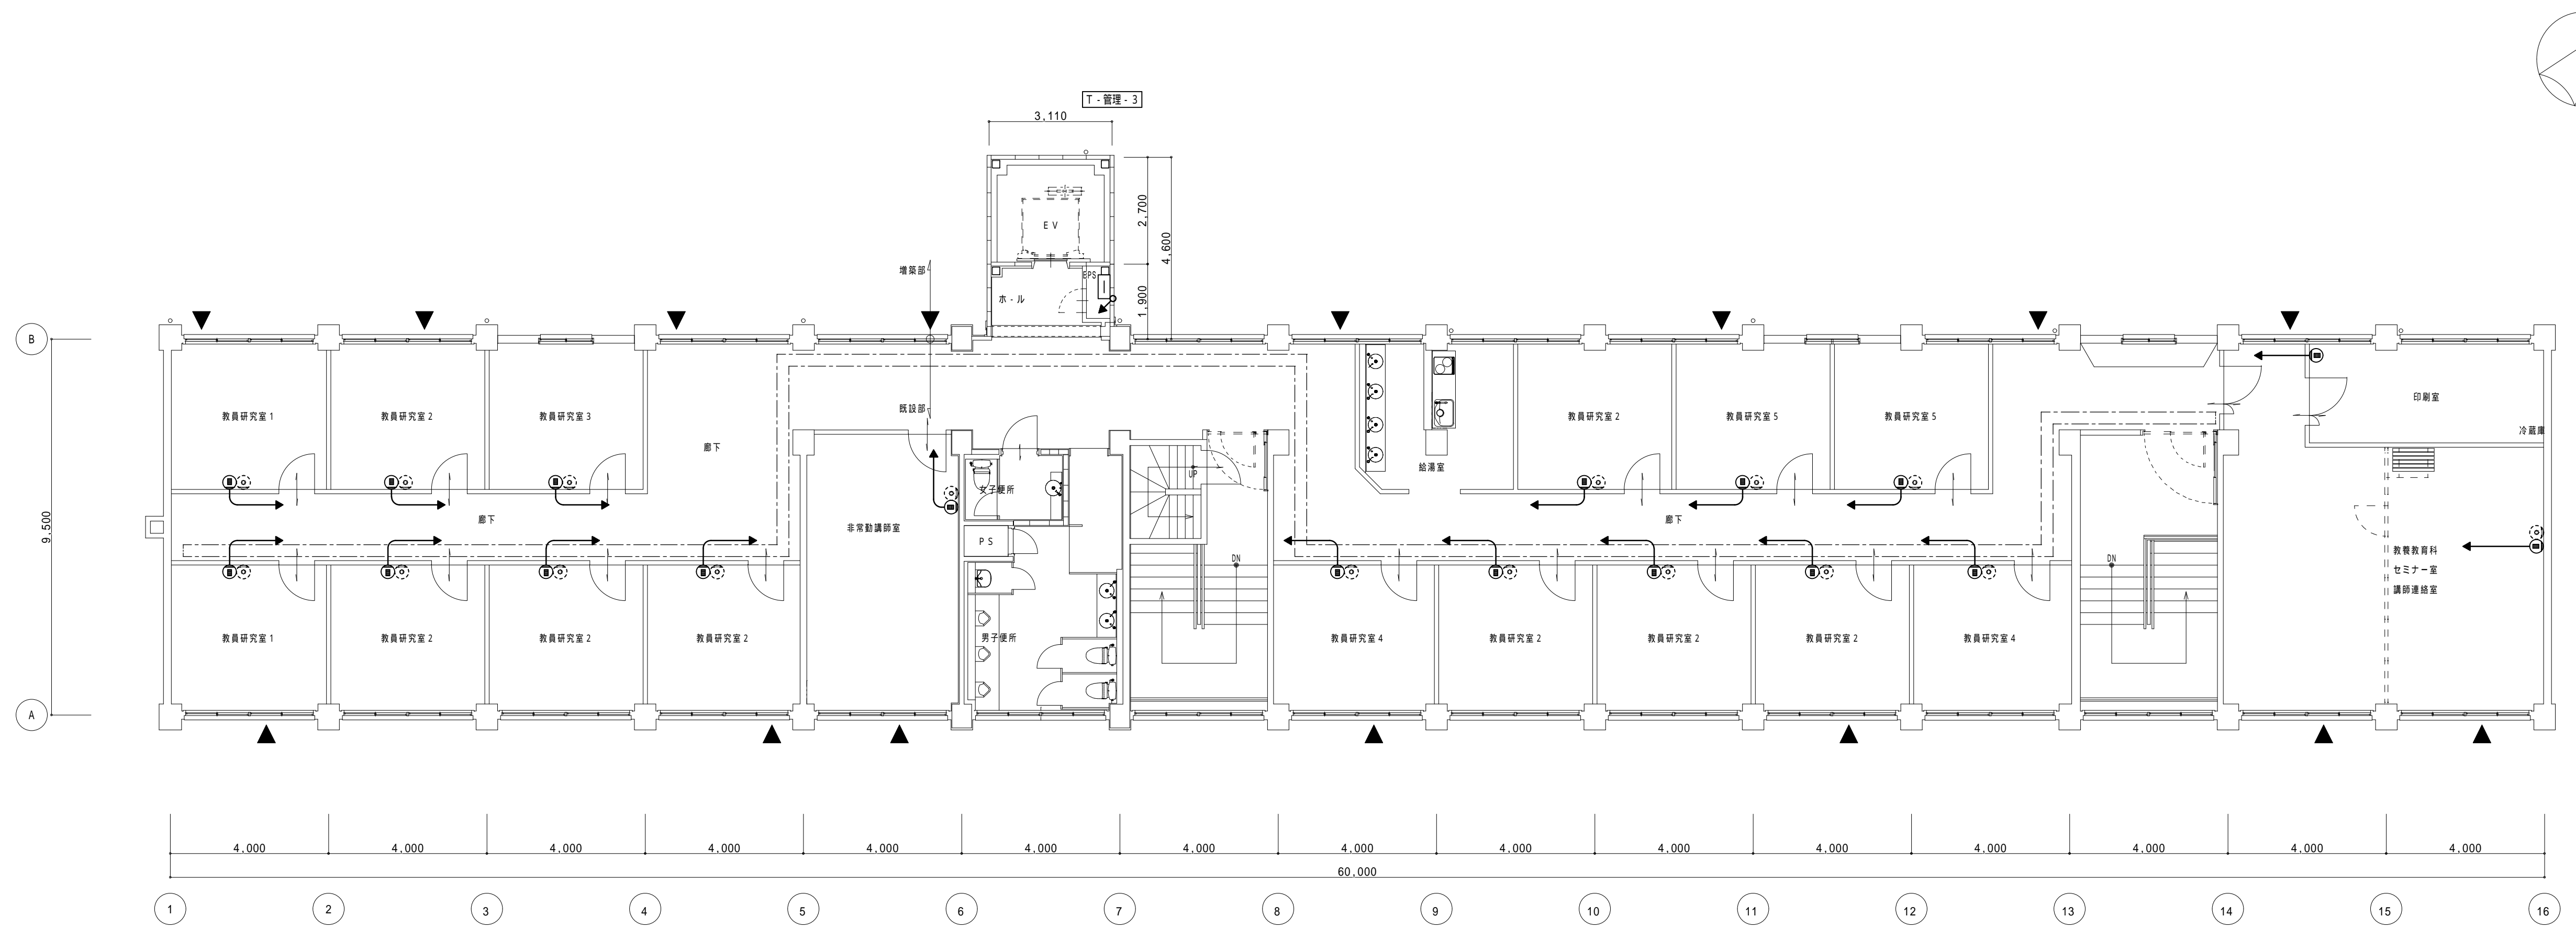 T - 管理 - 3
3,110
2,700
4,600
1,900
E V
EPS
ホ - ル
増築部
既設部
B
A
9,500
教員研究室 1
教員研究室 2
教員研究室 3
廊下
廊下
非常勤講師室
女子便所
P S
男子便所
UP
DN
給湯室
教員研究室 2
教員研究室 5
教員研究室 5
廊下
DN
印刷室
冷蔵庫
教養教育科
セミナー室
講師連絡室
教員研究室 1
教員研究室 2
教員研究室 2
教員研究室 2
教員研究室 4
教員研究室 2
教員研究室 2
教員研究室 2
教員研究室 4
4,000 4,000 4,000 4,000 4,000 4,000 4,000 4,000 4,000 4,000 4,000 4,000 4,000 4,000 4,000
60,000
1 2 3 4 5 6 7 8 9 10 11 12 13 14 15 16